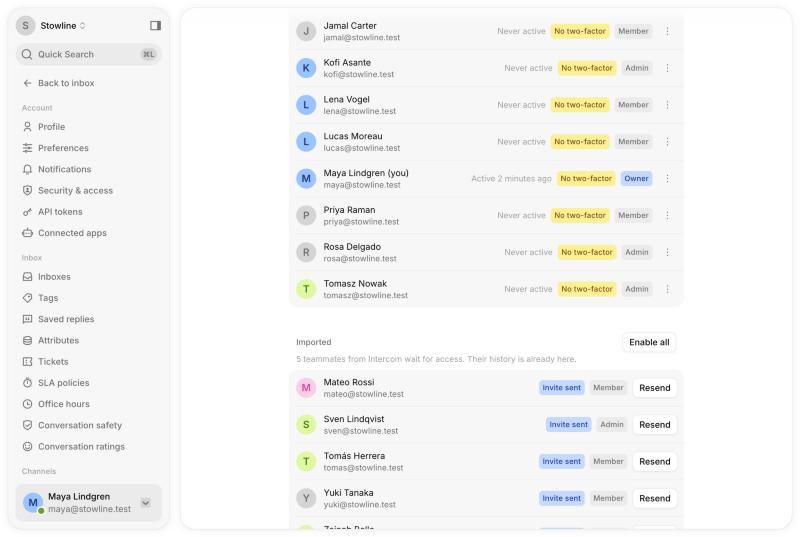 S Stowline
Quick Search ⌘L
Back to inbox
Account
Profile
Preferences
Notifications
Security & access
API tokens
Connected apps
Inbox
Inboxes
Tags
Saved replies
Attributes
Tickets
SLA policies
Office hours
Conversation safety
Conversation ratings
Channels
M Maya Lindgren
maya@stowline.test
J Jamal Carter
jamal@stowline.test
Never active No two-factor Member
K Kofi Asante
kofi@stowline.test
Never active No two-factor Admin
L Lena Vogel
lena@stowline.test
Never active No two-factor Member
L Lucas Moreau
lucas@stowline.test
Never active No two-factor Member
M Maya Lindgren (you)
maya@stowline.test
Active 2 minutes ago No two-factor Owner
P Priya Raman
priya@stowline.test
Never active No two-factor Member
R Rosa Delgado
rosa@stowline.test
Never active No two-factor Admin
T Tomasz Nowak
tomasz@stowline.test
Never active No two-factor Admin
Imported
Enable all
5 teammates from Intercom wait for access. Their history is already here.
M Mateo Rossi
mateo@stowline.test
Invite sent Member Resend
S Sven Lindqvist
sven@stowline.test
Invite sent Admin Resend
T Tomás Herrera
tomas@stowline.test
Invite sent Member Resend
Y Yuki Tanaka
yuki@stowline.test
Invite sent Member Resend